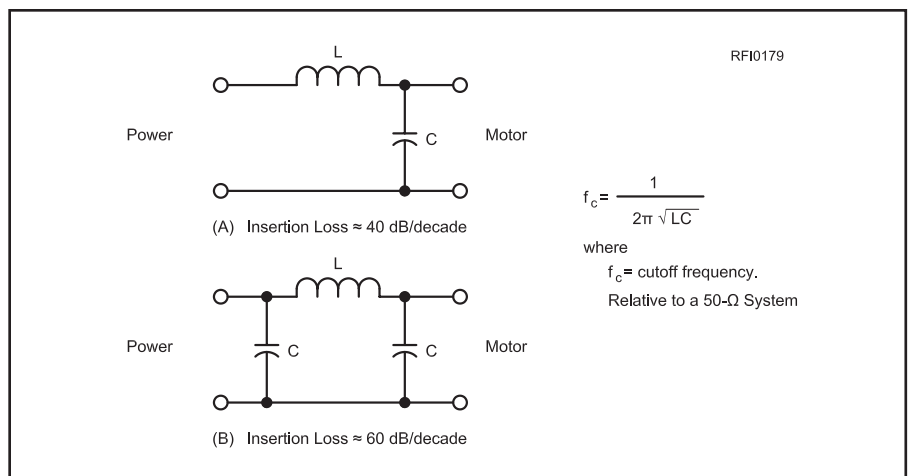 RFI0179
L
Power
C
Motor
(A) Insertion Loss ≈ 40 dB/decade
L
Power
C
C
Motor
(B) Insertion Loss ≈ 60 dB/decade
f_c = 1 / 2π √LC
where
f_c = cutoff frequency.
Relative to a 50-Ω System